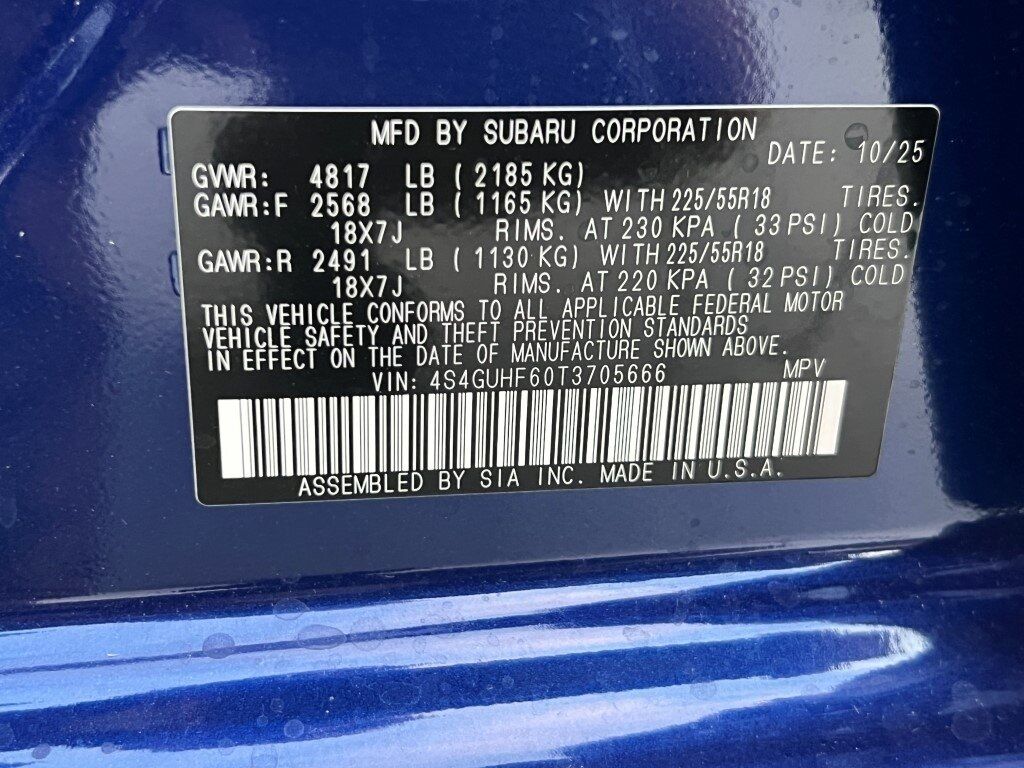 MFD BY SUBARU CORPORATION
DATE: 10/25
GVWR: 4817 LB ( 2185 KG)
GAWR:F 2568 LB ( 1165 KG) WITH 225/55R18 TIRES.
18X7J RIMS. AT 230 KPA ( 33 PSI) COLD
GAWR:R 2491 LB ( 1130 KG) WITH 225/55R18 TIRES.
18X7J RIMS. AT 220 KPA ( 32 PSI) COLD
THIS VEHICLE CONFORMS TO ALL APPLICABLE FEDERAL MOTOR
VEHICLE SAFETY AND THEFT PREVENTION STANDARDS
IN EFFECT ON THE DATE OF MANUFACTURE SHOWN ABOVE.
VIN: 4S4GUHF60T3705666 MPV
ASSEMBLED BY SIA INC. MADE IN U.S.A.